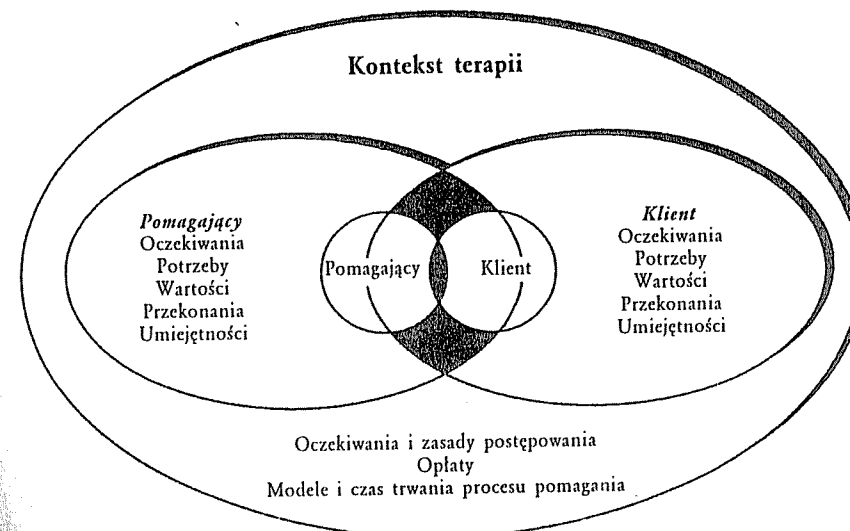 Kontekst terapii
Pomagający
Oczekiwania
Potrzeby
Wartości
Przekonania
Umiejętności
Pomagający
Klient
Klient
Oczekiwania
Potrzeby
Wartości
Przekonania
Umiejętności
Oczekiwania i zasady postępowania
Opłaty
Modele i czas trwania procesu pomagania